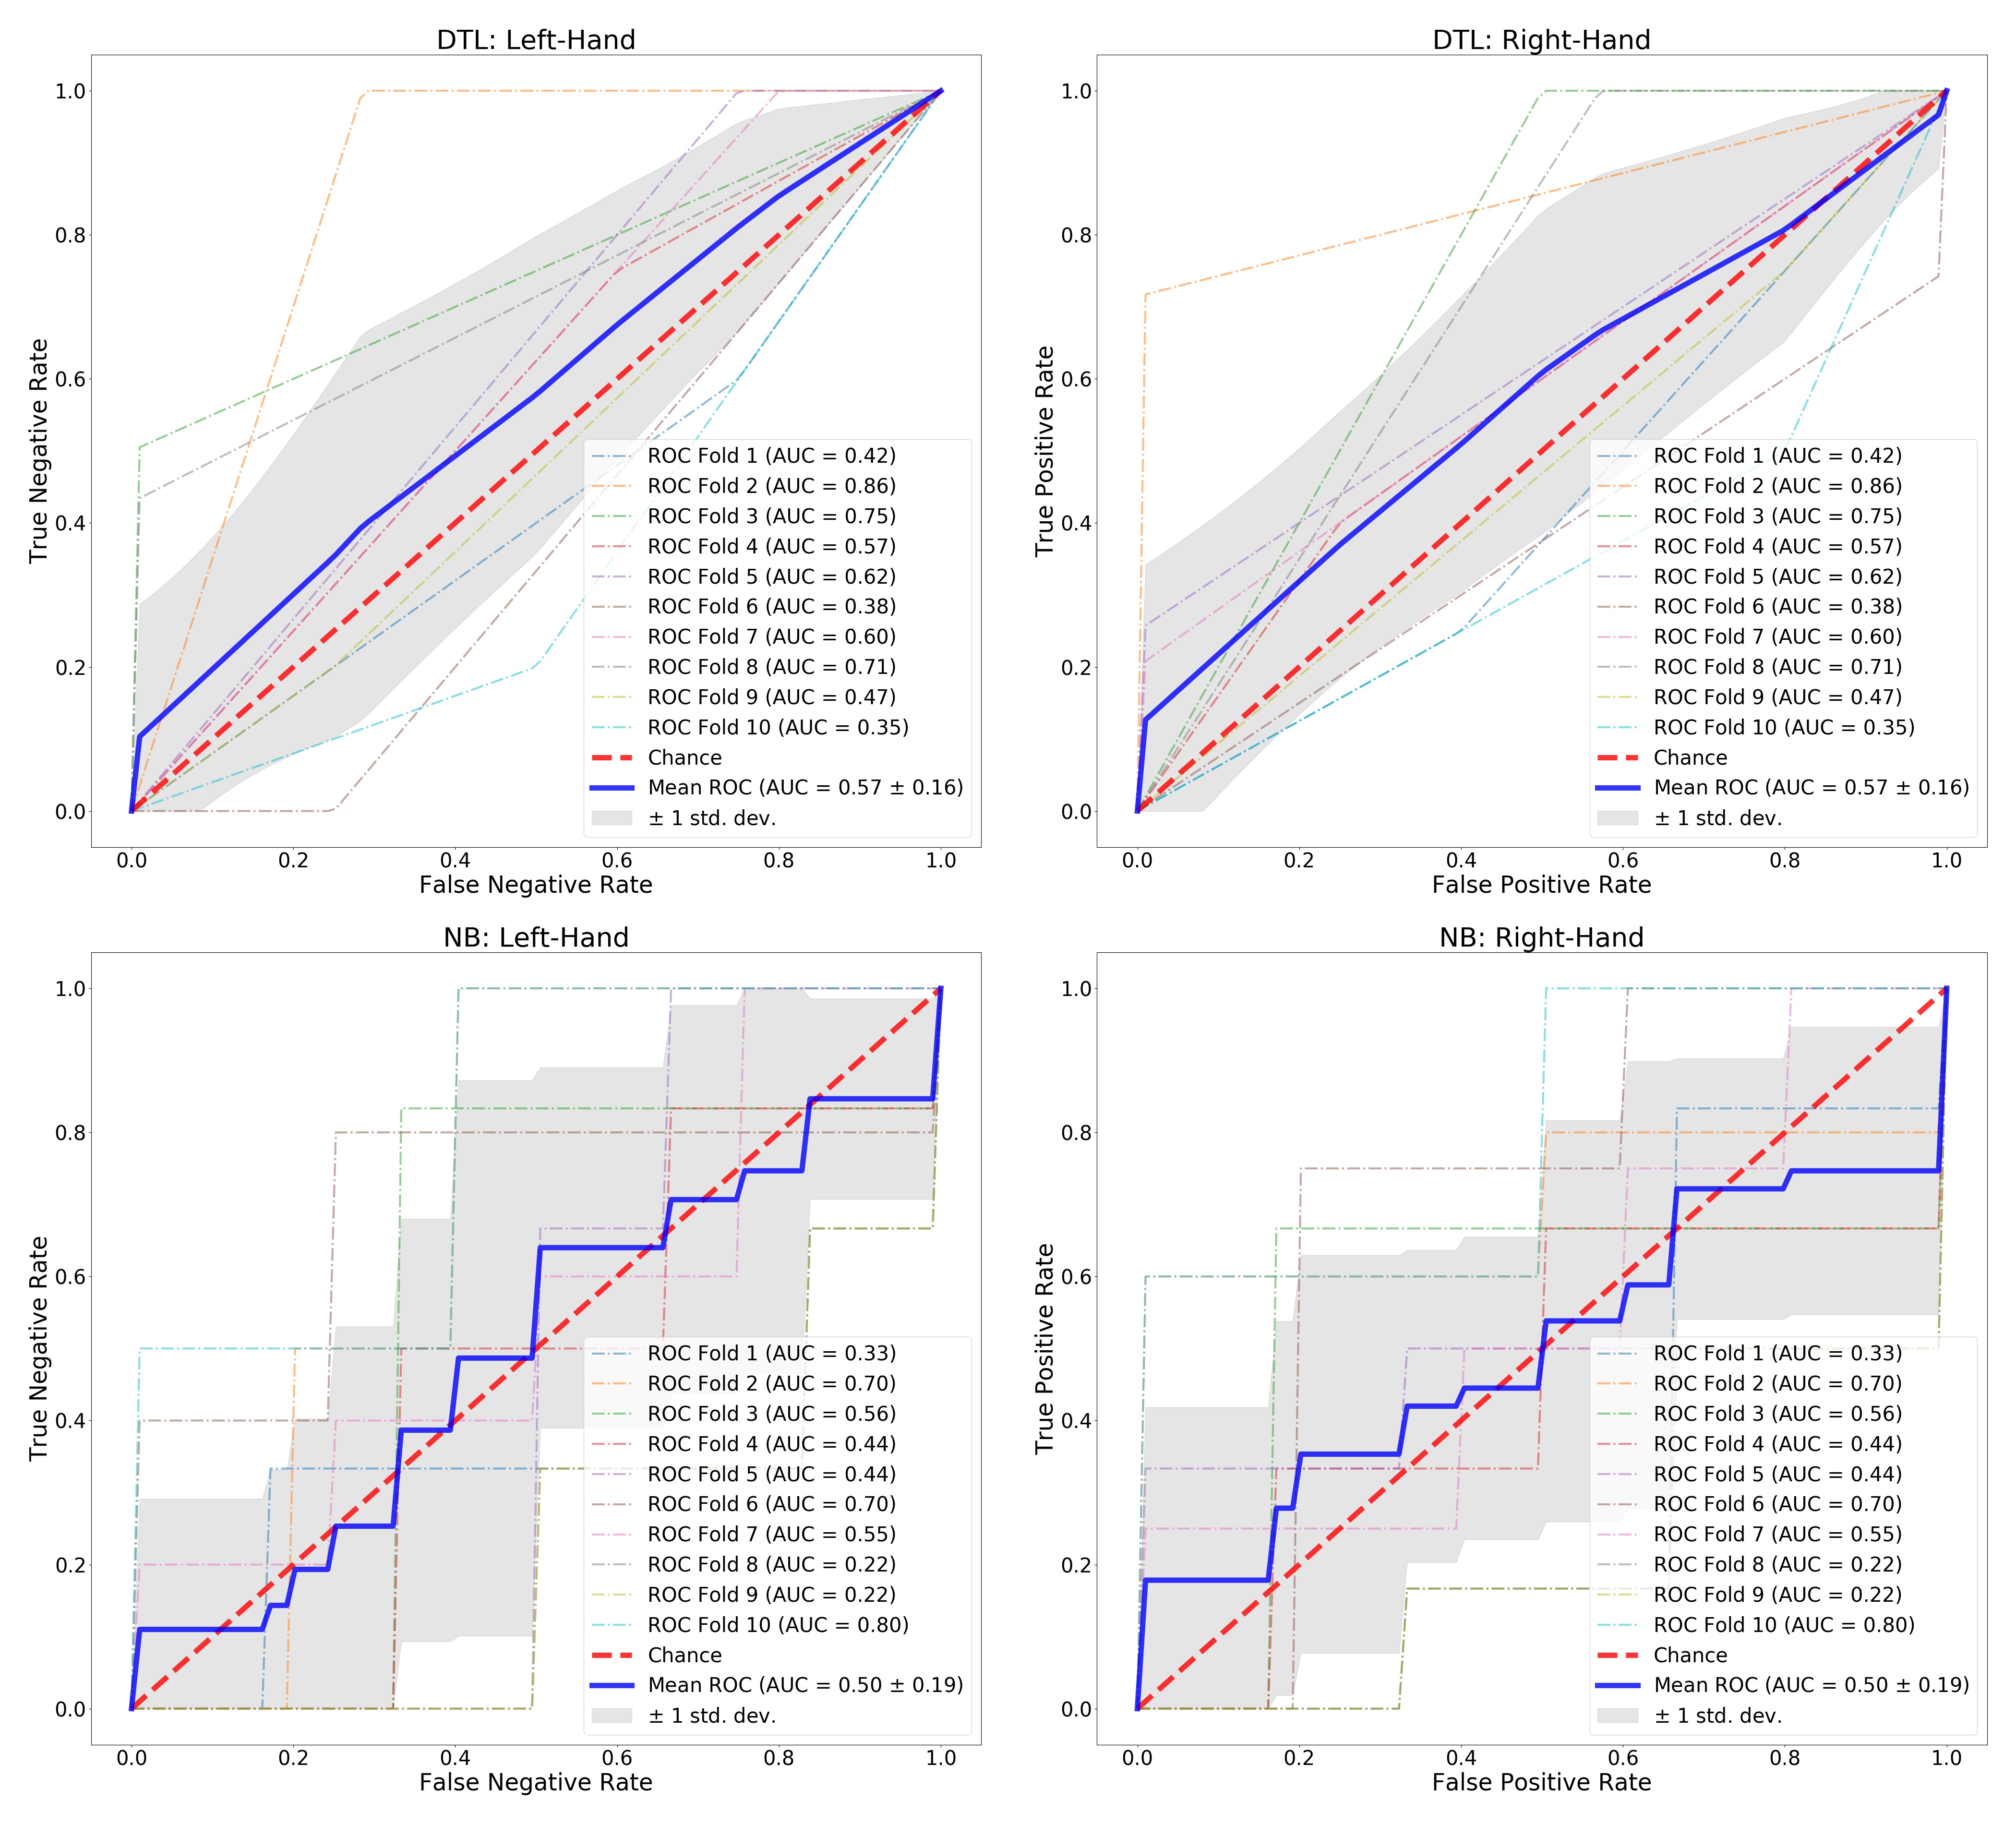 DTL: Left-Hand
True Negative Rate
1.0
0.8
0.6
0.4
0.2
0.0
ROC Fold 1 (AUC = 0.42)
ROC Fold 2 (AUC = 0.86)
ROC Fold 3 (AUC = 0.75)
ROC Fold 4 (AUC = 0.57)
ROC Fold 5 (AUC = 0.62)
ROC Fold 6 (AUC = 0.38)
ROC Fold 7 (AUC = 0.60)
ROC Fold 8 (AUC = 0.71)
ROC Fold 9 (AUC = 0.47)
ROC Fold 10 (AUC = 0.35)
Chance
Mean ROC (AUC = 0.57 ± 0.16)
± 1 std. dev.
0.0 0.2 0.4 0.6 0.8 1.0
False Negative Rate
DTL: Right-Hand
True Positive Rate
1.0
0.8
0.6
0.4
0.2
0.0
ROC Fold 1 (AUC = 0.42)
ROC Fold 2 (AUC = 0.86)
ROC Fold 3 (AUC = 0.75)
ROC Fold 4 (AUC = 0.57)
ROC Fold 5 (AUC = 0.62)
ROC Fold 6 (AUC = 0.38)
ROC Fold 7 (AUC = 0.60)
ROC Fold 8 (AUC = 0.71)
ROC Fold 9 (AUC = 0.47)
ROC Fold 10 (AUC = 0.35)
Chance
Mean ROC (AUC = 0.57 ± 0.16)
± 1 std. dev.
0.0 0.2 0.4 0.6 0.8 1.0
False Positive Rate
NB: Left-Hand
True Negative Rate
1.0
0.8
0.6
0.4
0.2
0.0
ROC Fold 1 (AUC = 0.33)
ROC Fold 2 (AUC = 0.70)
ROC Fold 3 (AUC = 0.56)
ROC Fold 4 (AUC = 0.44)
ROC Fold 5 (AUC = 0.44)
ROC Fold 6 (AUC = 0.70)
ROC Fold 7 (AUC = 0.55)
ROC Fold 8 (AUC = 0.22)
ROC Fold 9 (AUC = 0.22)
ROC Fold 10 (AUC = 0.80)
Chance
Mean ROC (AUC = 0.50 ± 0.19)
± 1 std. dev.
0.0 0.2 0.4 0.6 0.8 1.0
False Negative Rate
NB: Right-Hand
True Positive Rate
1.0
0.8
0.6
0.4
0.2
0.0
ROC Fold 1 (AUC = 0.33)
ROC Fold 2 (AUC = 0.70)
ROC Fold 3 (AUC = 0.56)
ROC Fold 4 (AUC = 0.44)
ROC Fold 5 (AUC = 0.44)
ROC Fold 6 (AUC = 0.70)
ROC Fold 7 (AUC = 0.55)
ROC Fold 8 (AUC = 0.22)
ROC Fold 9 (AUC = 0.22)
ROC Fold 10 (AUC = 0.80)
Chance
Mean ROC (AUC = 0.50 ± 0.19)
± 1 std. dev.
0.0 0.2 0.4 0.6 0.8 1.0
False Positive Rate